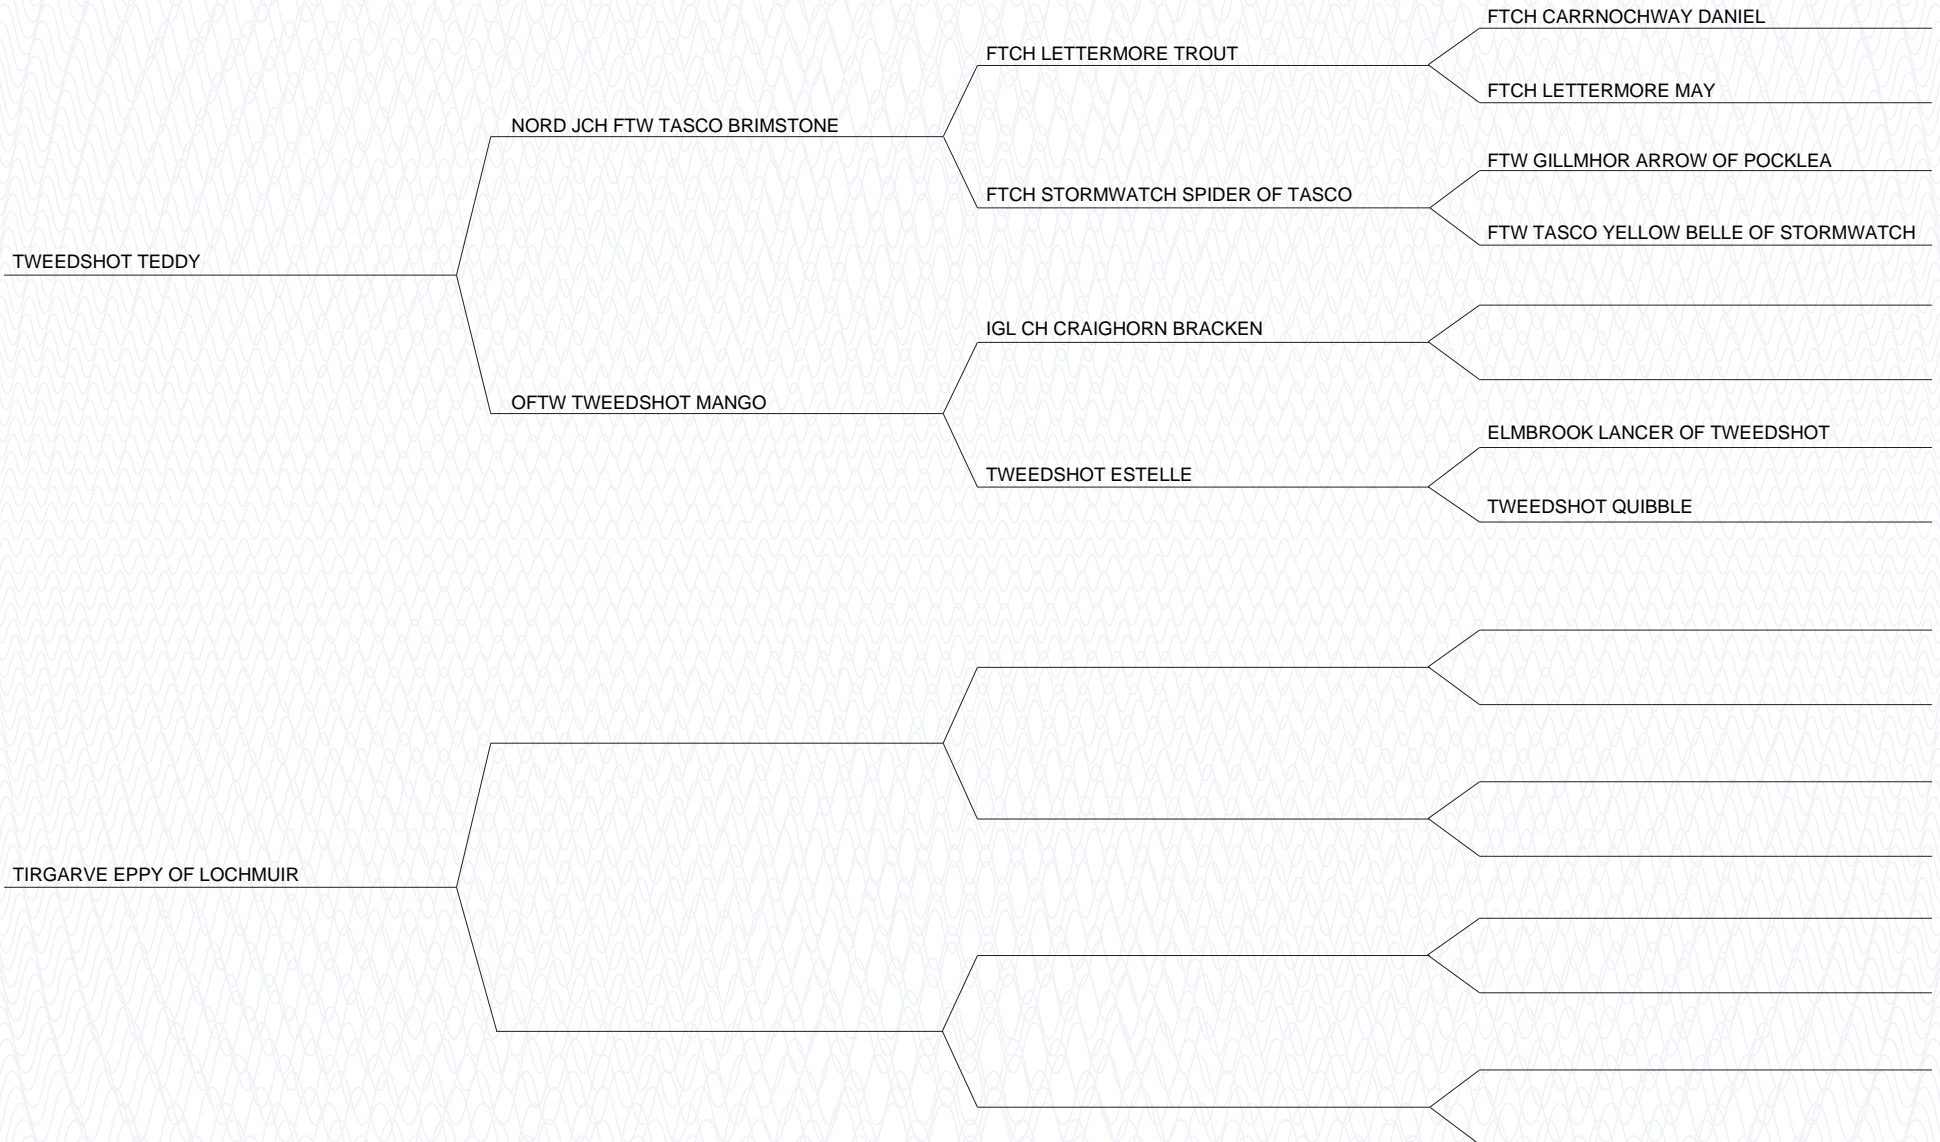 FTCH CARRNOCHWAY DANIEL
FTCH LETTERMORE TROUT
FTCH LETTERMORE MAY
NORD JCH FTW TASCO BRIMSTONE
FTW GILLMHOR ARROW OF POCKLEA
FTCH STORMWATCH SPIDER OF TASCO
FTW TASCO YELLOW BELLE OF STORMWATCH
TWEEDSHOT TEDDY
IGL CH CRAIGHORN BRACKEN
OFTW TWEEDSHOT MANGO
ELMBROOK LANCER OF TWEEDSHOT
TWEEDSHOT ESTELLE
TWEEDSHOT QUIBBLE
TIRGARVE EPPY OF LOCHMUIR